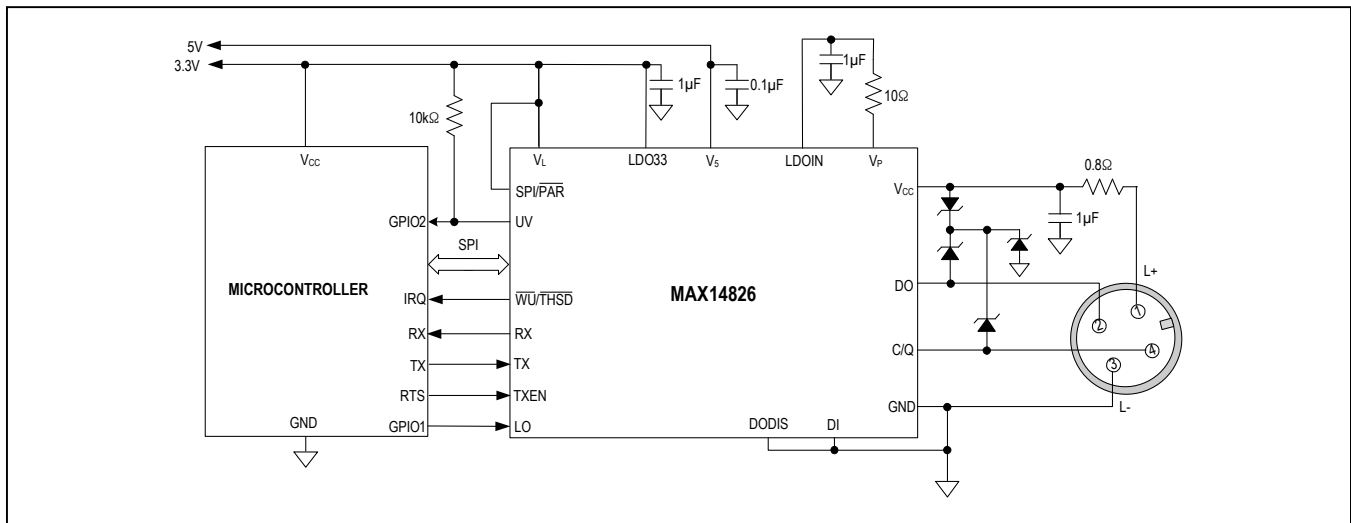 5V
3.3V
1µF
0.1µF
1µF
10Ω
10kΩ
0.8Ω
1µF
VCC
VL
LDO33
V5
LDOIN
VP
SPI/PAR
VCC
GPIO2
UV
SPI
MICROCONTROLLER
MAX14826
L+
DO
IRQ
WU/THSD
RX
RX
C/Q
TX
TX
RTS
TXEN
GND
GPIO1
LO
DODIS
DI
GND
1
2
3
4
L-